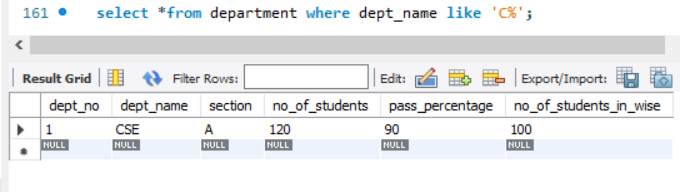 161 select *from department where dept_name like 'C%';
Result Grid Filter Rows: Edit: Export/Import:
dept_no dept_name section no_of_students pass_percentage no_of_students_in_wise
1 CSE A 120 90 100
NULL NULL NULL NULL NULL NULL